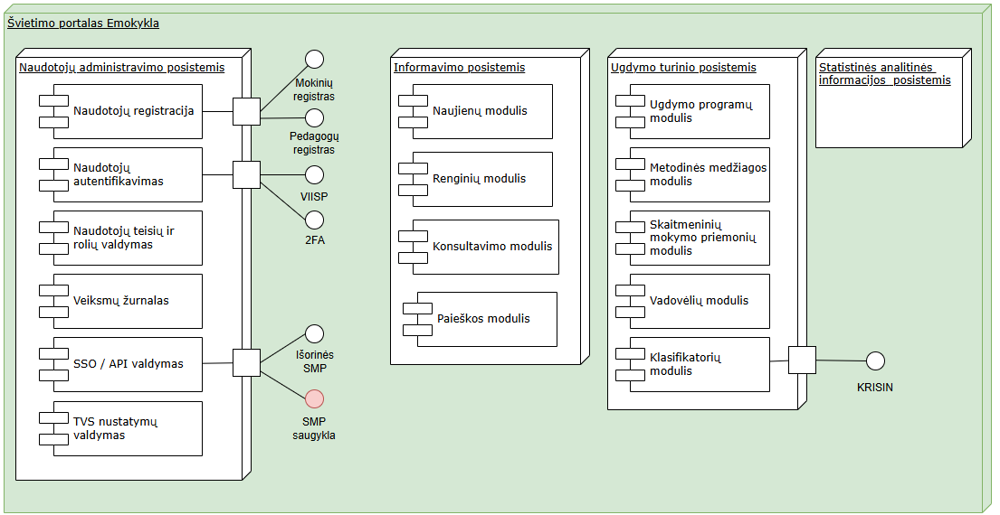 Švietimo portalas Emokykla
Naudotojų administravimo posistemis
Naudotojų registracija
Naudotojų
autentifikavimas
Naudotojų teisių ir
rolių valdymas
Veiksmų žurnalas
SSO / API valdymas
TVS nustatymų
valdymas
Mokinių
registras
Pedagogų
registras
VIISP
2FA
Išorinės
SMP
SMP
saugykla
Informavimo posistemis
Naujienų modulis
Renginių modulis
Konsultavimo modulis
Paieškos modulis
Ugdymo turinio posistemis
Ugdymo programų
modulis
Metodinės medžiagos
modulis
Skaitmeninių
mokymo priemonių
modulis
Vadovėlių modulis
Klasifikatorių
modulis
KRISIN
Statistinės analitinės
informacijos  posistemis